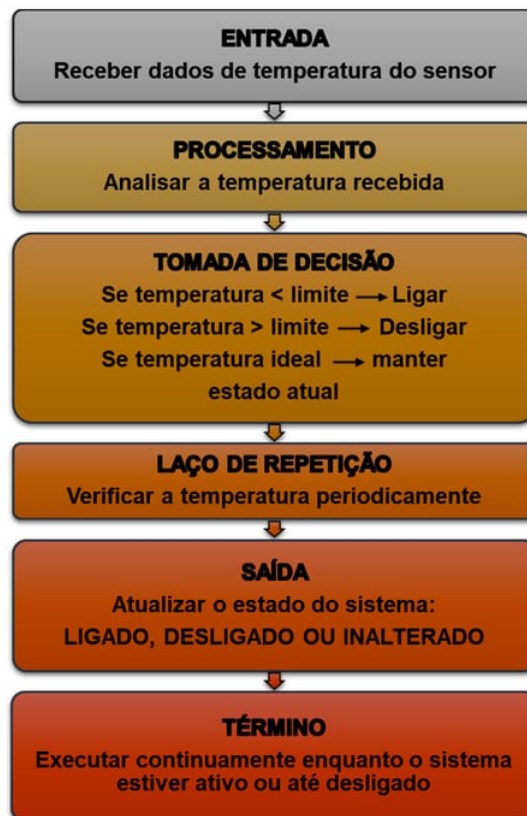 ENTRADA
Receber dados de temperatura do sensor
PROCESSAMENTO
Analisar a temperatura recebida
TOMADA DE DECISÃO
Se temperatura < limite → Ligar
Se temperatura > limite → Desligar
Se temperatura ideal → manter
estado atual
LAÇO DE REPETIÇÃO
Verificar a temperatura periodicamente
SAÍDA
Atualizar o estado do sistema:
LIGADO, DESLIGADO OU INALTERADO
TÉRMINO
Executar continuamente enquanto o sistema
estiver ativo ou até desligado